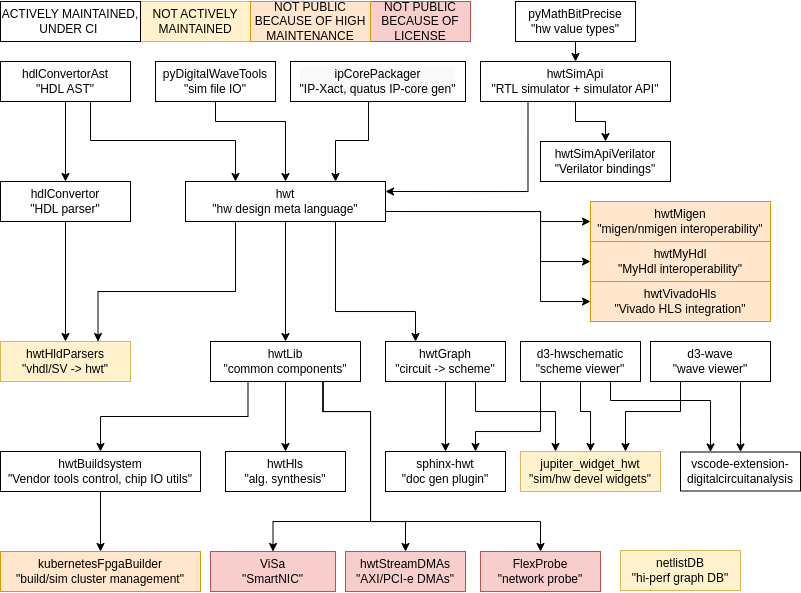 ACTIVELY MAINTAINED,
UNDER CI
NOT ACTIVELY
MAINTAINED
NOT PUBLIC
BECAUSE OF HIGH
MAINTENANCE
NOT PUBLIC
BECAUSE OF
LICENSE
pyMathBitPrecise
"hw value types"
hdlConvertorAst
"HDL AST"
pyDigitalWaveTools
"sim file IO"
ipCorePackager
"IP-Xact, quatus IP-core gen"
hwtSimApi
"RTL simulator + simulator API"
hwtSimApiVerilator
"Verilator bindings"
hdlConvertor
"HDL parser"
hwt
"hw design meta language"
hwtMigen
"migen/nmigen interoperability"
hwtMyHdl
"MyHdl interoperability"
hwtVivadoHls
"Vivado HLS integration"
hwtHldParsers
"vhdl/SV -> hwt"
hwtLib
"common components"
hwtGraph
"circuit -> scheme"
d3-hwschematic
"scheme viewer"
d3-wave
"wave viewer"
hwtBuildsystem
"Vendor tools control, chip IO utils"
hwtHls
"alg. synthesis"
sphinx-hwt
"doc gen plugin"
jupiter_widget_hwt
"sim/hw devel widgets"
vscode-extension-
digitalcircuitanalysis
kubernetesFpgaBuilder
"build/sim cluster management"
ViSa
"SmartNIC"
hwtStreamDMAs
"AXI/PCI-e DMAs"
FlexProbe
"network probe"
netlistDB
"hi-perf graph DB"